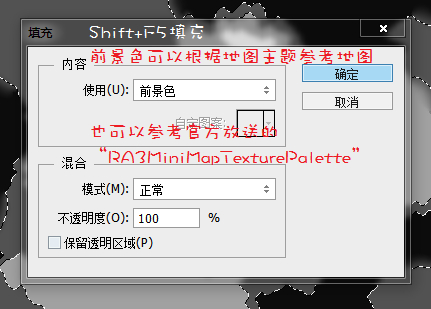 Shift+F5填充
填充
前景色可以根据地图主题参考地图
内容
使用(U): 前景色
确定
取消
自定图案:
也可以参考官方放送的
“RA3MiniMapTexturePalette”
混合
模式(M): 正常
不透明度(O): 100 %
保留透明区域(P)